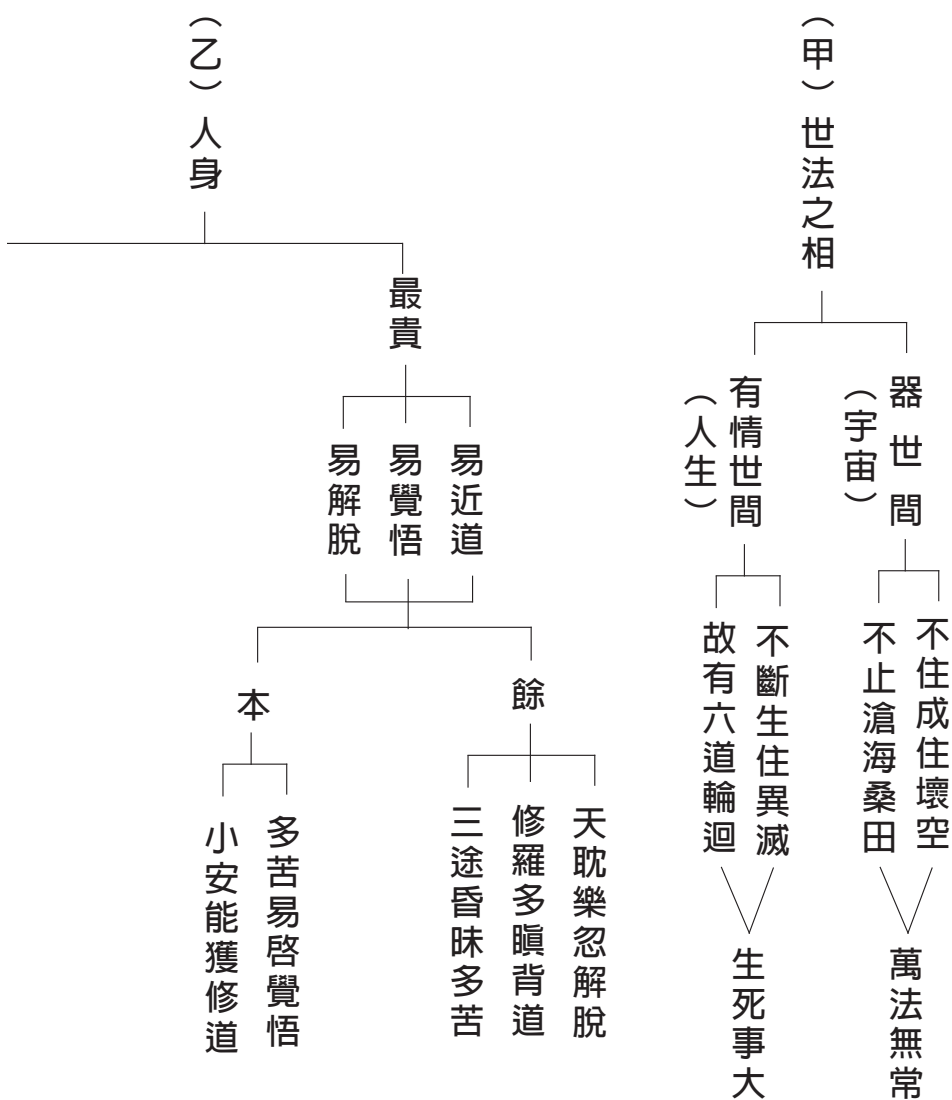 （甲）世法之相
器世間
（宇宙）
不住成住壞空
不止滄海桑田
萬法無常
有情世間
（人生）
不斷生住異滅
故有六道輪迴
生死事大
（乙）人身
最貴
易近道
易覺悟
易解脫
餘
天耽樂忽解脫
修羅多瞋背道
三途昏昧多苦
本
多苦易啓覺悟
小安能獲修道